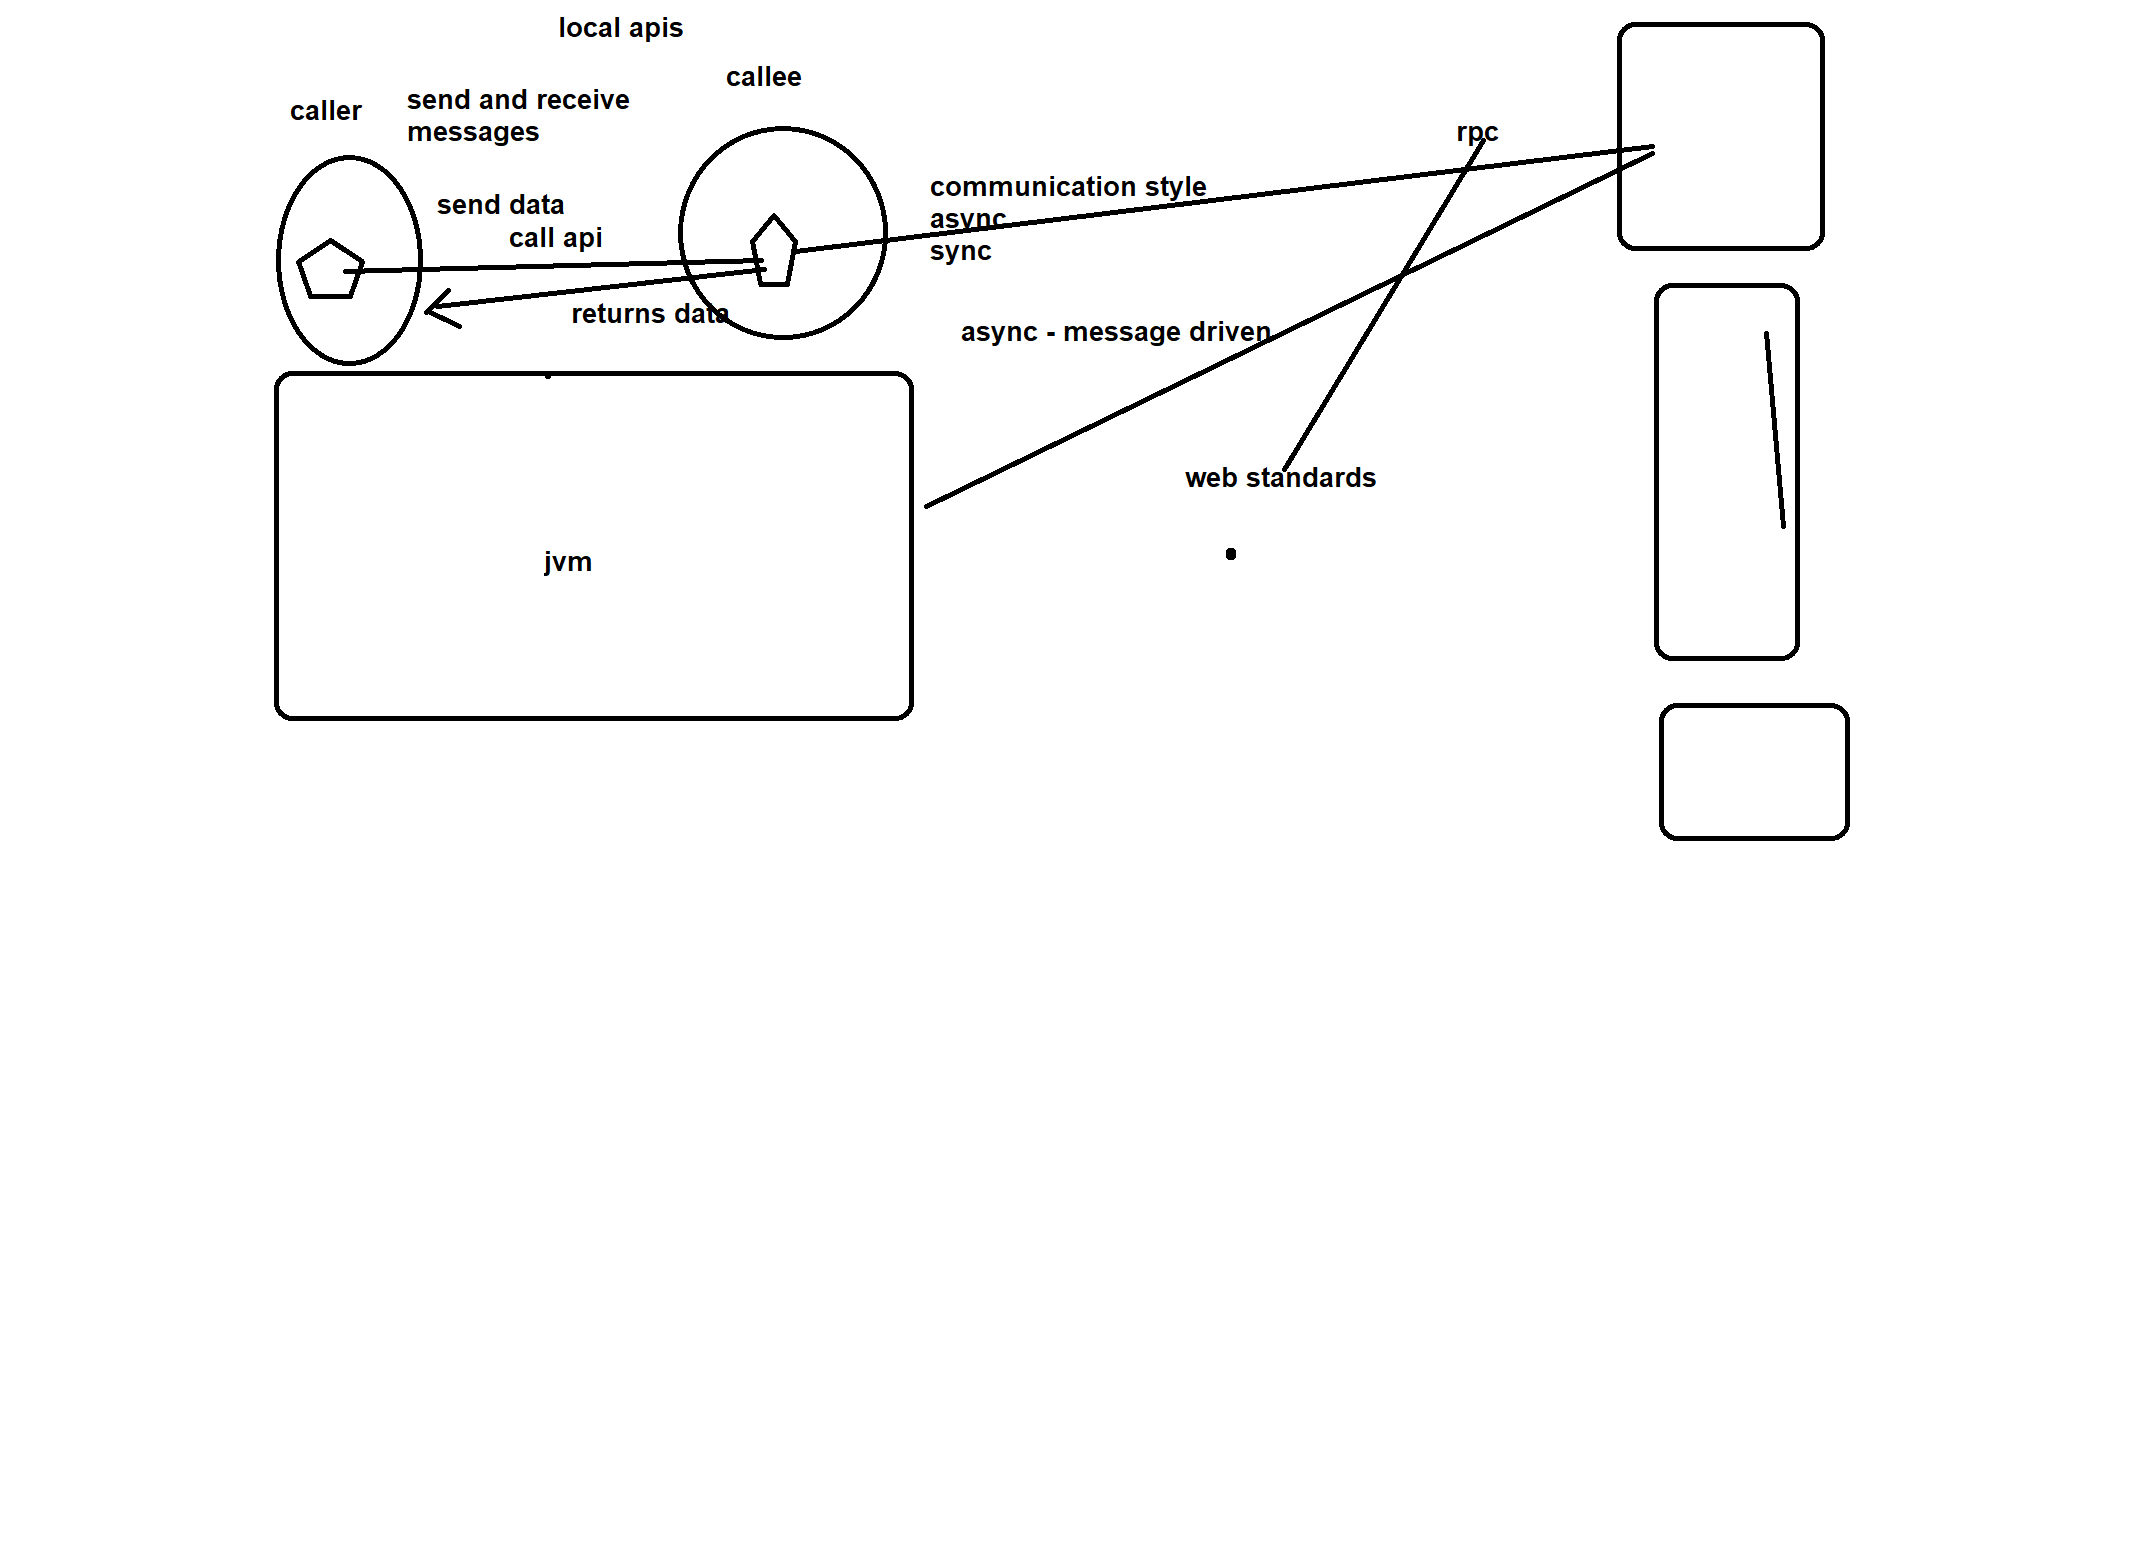 local apis
callee
caller
send and receive
messages
rpc
communication style
async
sync
send data
call api
returns data
async - message driven
web standards
jvm